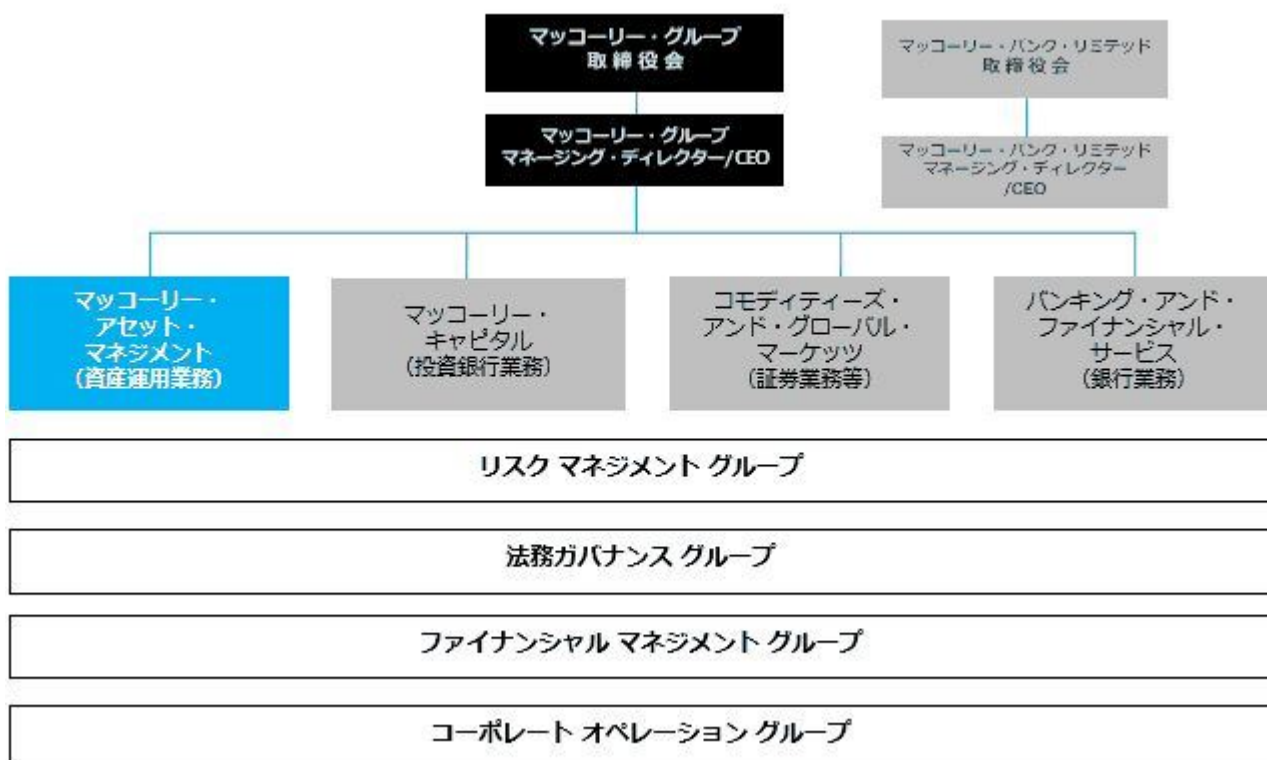 マッコーリー・グループ
取締役会
マッコーリー・バンク・リミテッド
取締役会
マッコーリー・グループ
マネージング・ディレクター/CEO
マッコーリー・バンク・リミテッド
マネージング・ディレクター
/CEO
マッコーリー・
アセット・
マネジメント
(資産運用業務)
マッコーリー・
キャピタル
(投資銀行業務)
コモディティーズ・
アンド・グローバル・
マーケッツ
(証券業務等)
バンキング・アンド・
ファイナンシャル・
サービス
(銀行業務)
リスク マネジメント グループ
法務ガバナンス グループ
ファイナンシャル マネジメント グループ
コーポレート オペレーション グループ